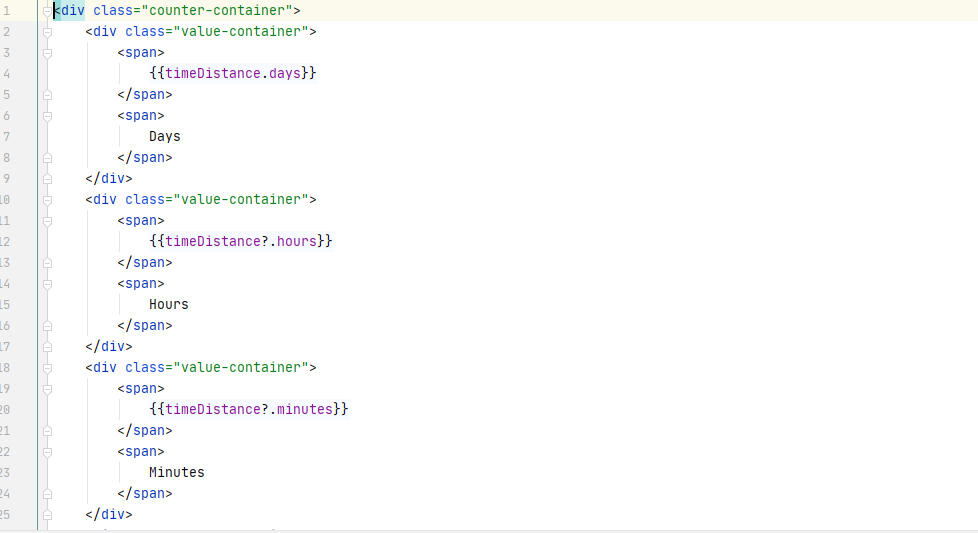 1 <div class="counter-container">
2 <div class="value-container">
3 <span>
4 {{timeDistance.days}}
5 </span>
6 <span>
7 Days
8 </span>
9 </div>
10 <div class="value-container">
11 <span>
12 {{timeDistance?.hours}}
13 </span>
14 <span>
15 Hours
16 </span>
17 </div>
18 <div class="value-container">
19 <span>
20 {{timeDistance?.minutes}}
21 </span>
22 <span>
23 Minutes
24 </span>
25 </div>